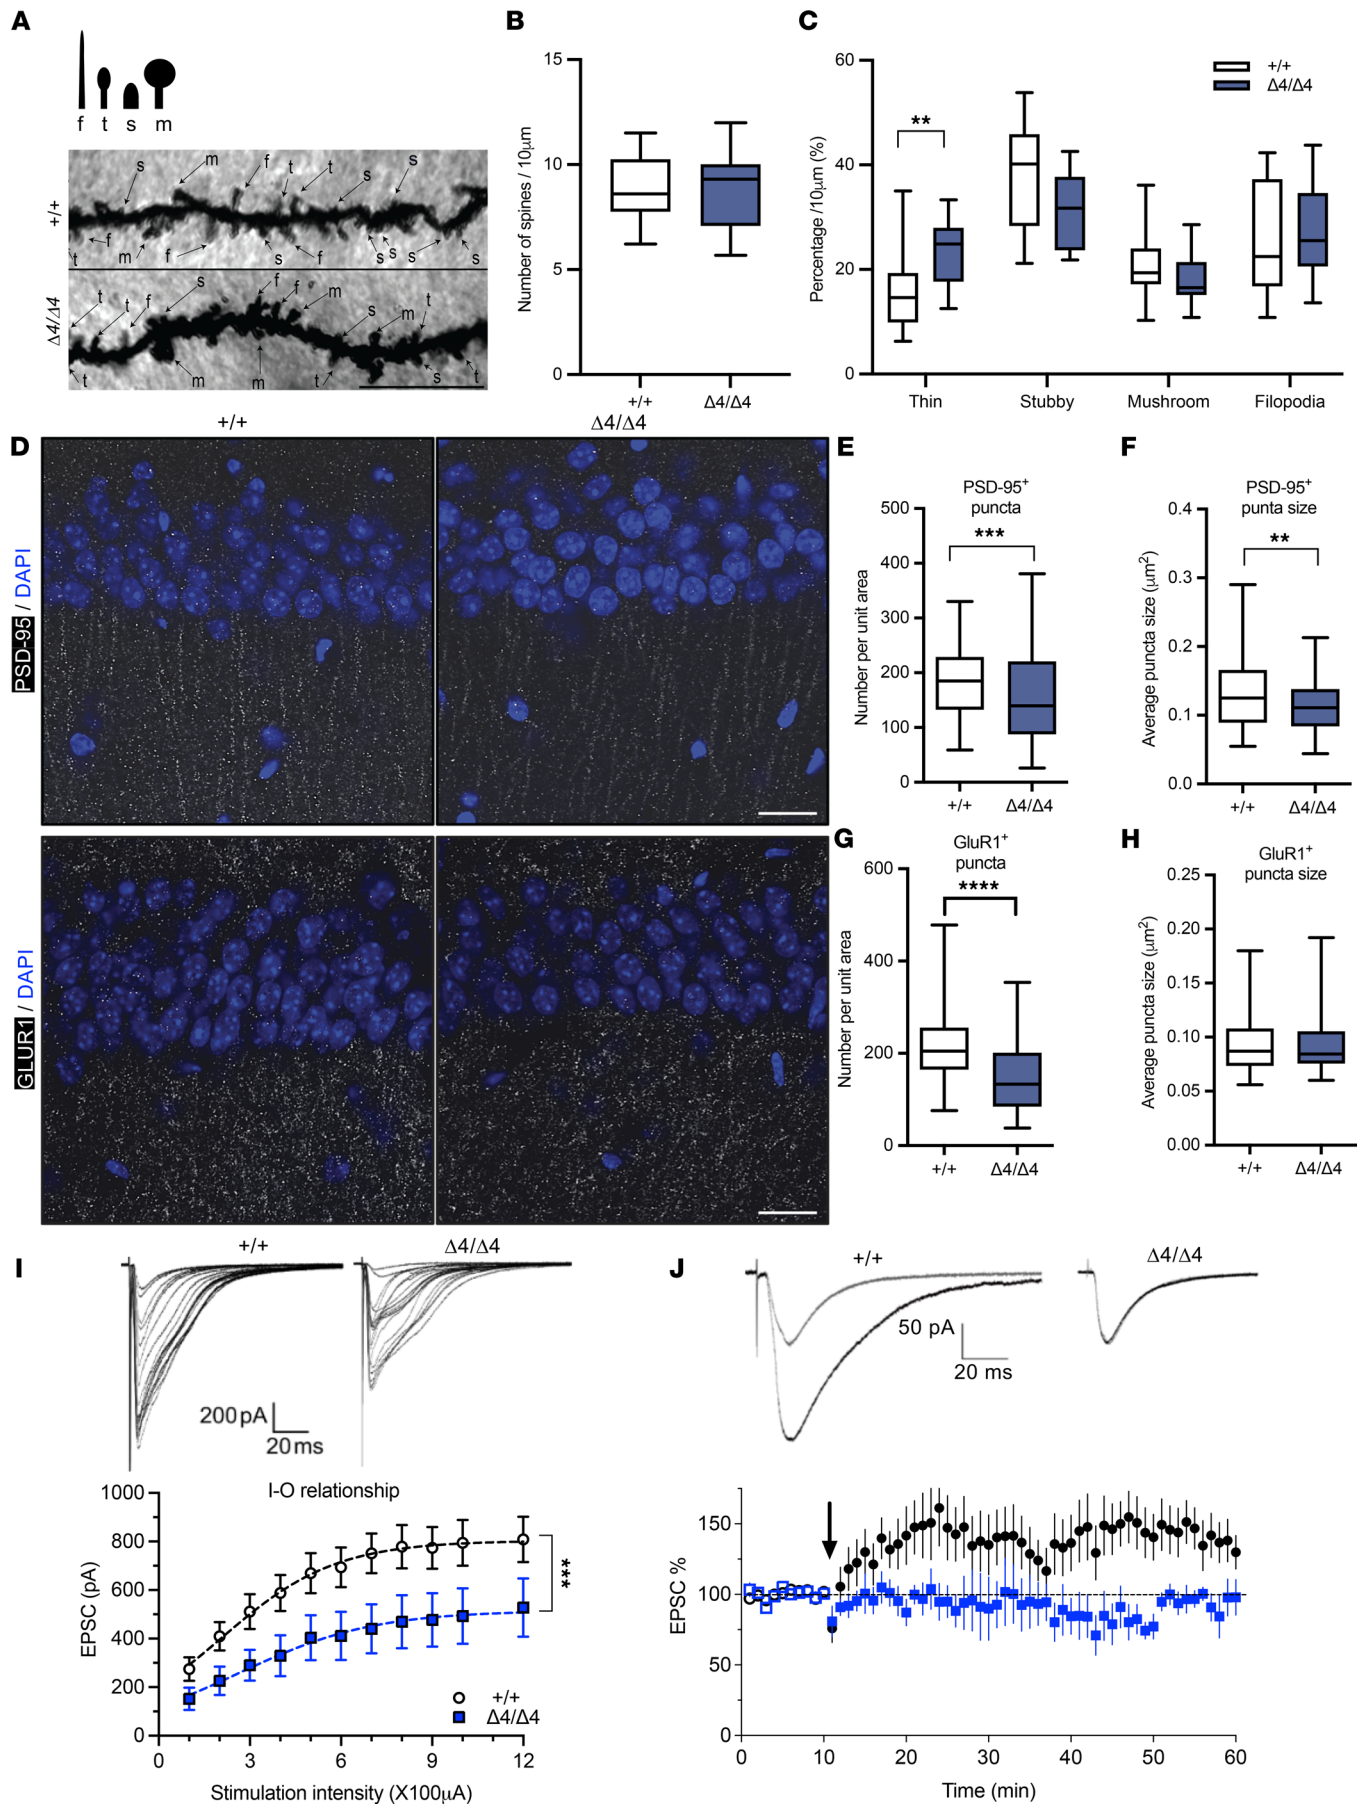 A
f t s m
+/+
s m f t t s s
t f m f s f s s s s
Δ4/Δ4
t t f s f f m s m t
t m m t s t
B
Number of spines / 10μm
15
10
5
0
+/+ Δ4/Δ4
C
+/+
Δ4/Δ4
Percentage /10μm (%)
60
40
20
0
**
Thin Stubby Mushroom Filopodia
D
+/+ Δ4/Δ4
PSD-95 / DAPI
GLUR1 / DAPI
E
PSD-95+
puncta
Number per unit area
500
400
300
200
100
0
***
+/+ Δ4/Δ4
F
PSD-95+
punta size
Average puncta size (μm2)
0.4
0.3
0.2
0.1
0.0
**
+/+ Δ4/Δ4
G
GluR1+
puncta
Number per unit area
600
400
200
0
****
+/+ Δ4/Δ4
H
GluR1+
puncta size
Average puncta size (μm2)
0.25
0.20
0.15
0.10
0.05
0.00
+/+ Δ4/Δ4
I
+/+ Δ4/Δ4
200 pA
20 ms
I-O relationship
EPSC (pA)
1000
800
600
400
200
0
***
+/+
Δ4/Δ4
0 3 6 9 12
Stimulation intensity (X100μA)
J
+/+ Δ4/Δ4
50 pA
20 ms
EPSC %
150
100
50
0
0 10 20 30 40 50 60
Time (min)